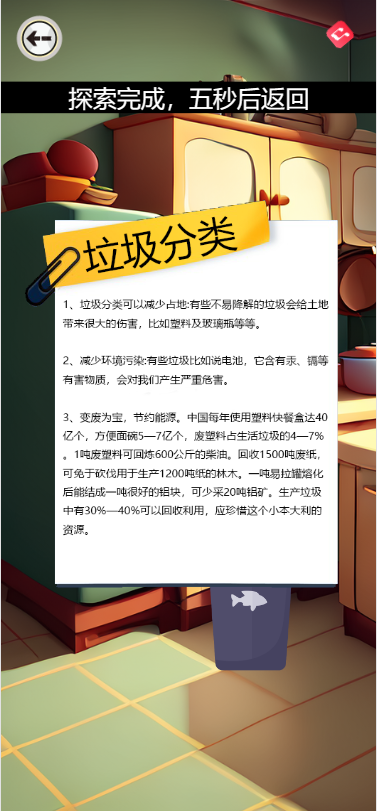 探索完成，五秒后返回
垃圾分类
1、垃圾分类可以减少占地:有些不易降解的垃圾会给土地
带来很大的伤害，比如塑料及玻璃瓶等等。
2、减少环境污染:有些垃圾比如说电池，它含有汞、镉等
有害物质，会对我们产生严重危害。
3、变废为宝，节约能源。中国每年使用塑料快餐盒达40
亿个，方便面碗5—7亿个，废塑料占生活垃圾的4—7%
。1吨废塑料可回炼600公斤的柴油。回收1500吨废纸，
可免于砍伐用于生产1200吨纸的林木。一吨易拉罐熔化
后能结成一吨很好的铝块，可少采20吨铝矿。生产垃圾
中有30%—40%可以回收利用，应珍惜这个小本大利的
资源。